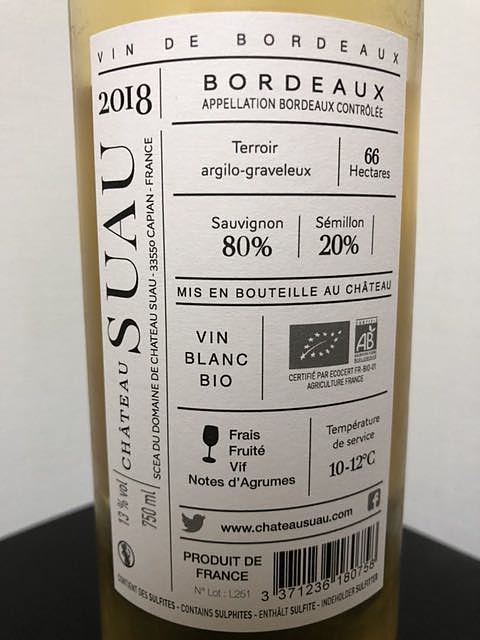 VIN DE BORDEAUX
2018
BORDEAUX
APPELLATION BORDEAUX CONTRÔLÉE
Terroir
argilo-graveleux
66
Hectares
Sauvignon
80%
Sémillon
20%
MIS EN BOUTEILLE AU CHÂTEAU
VIN
BLANC
BIO
AB
CERTIFIÉ PAR ECOCERT FR-BIO-01
AGRICULTURE FRANCE
Frais
Fruité
Vif
Notes d'Agrumes
Température
de service
10-12°C
www.chateausuau.com
PRODUIT DE
FRANCE
N° Lot : L251
3 371236 180758
CHÂTEAU SUAU
SCEA DU DOMAINE DE CHATEAU SUAU - 33550 CAPIAN - FRANCE
13 % vol
750 ml
CONTIENT DES SULFITES - CONTAINS SULPHITES - ENTHÄLT SULFITE - INDEHOLDER SULFITTER